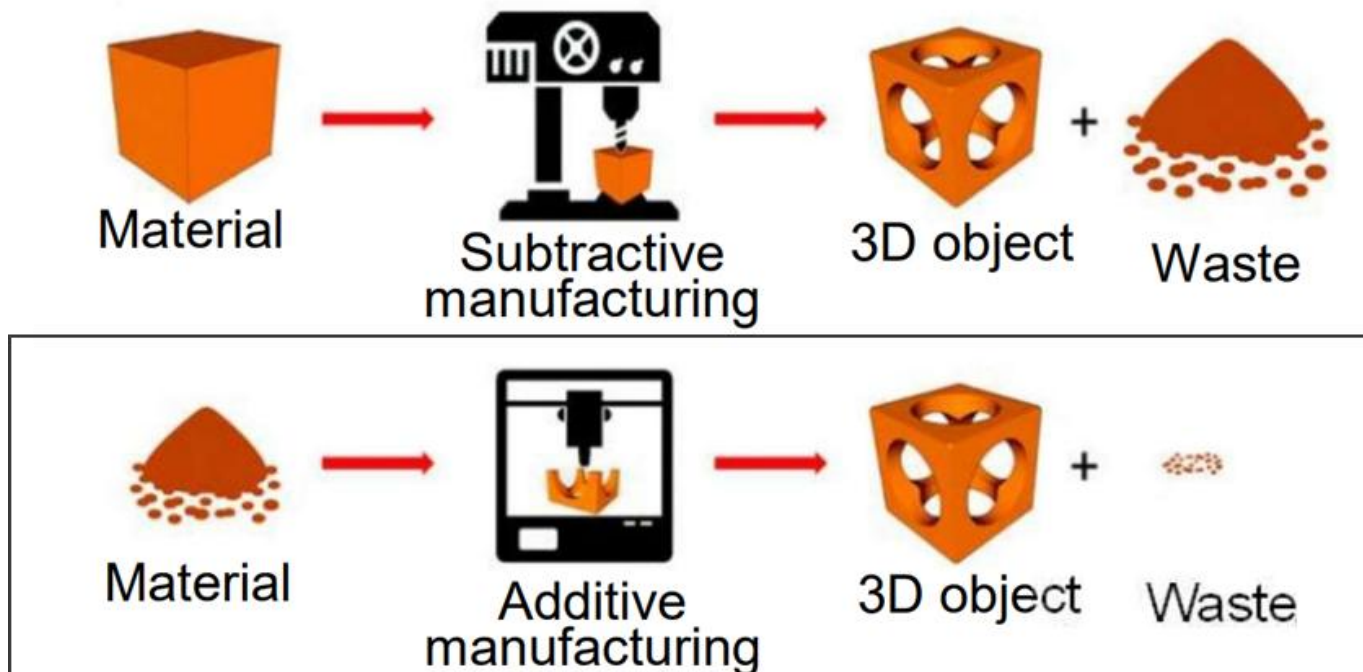 +
Material
Subtractive
manufacturing
3D object
Waste
+
Material
Additive
manufacturing
3D object
Waste